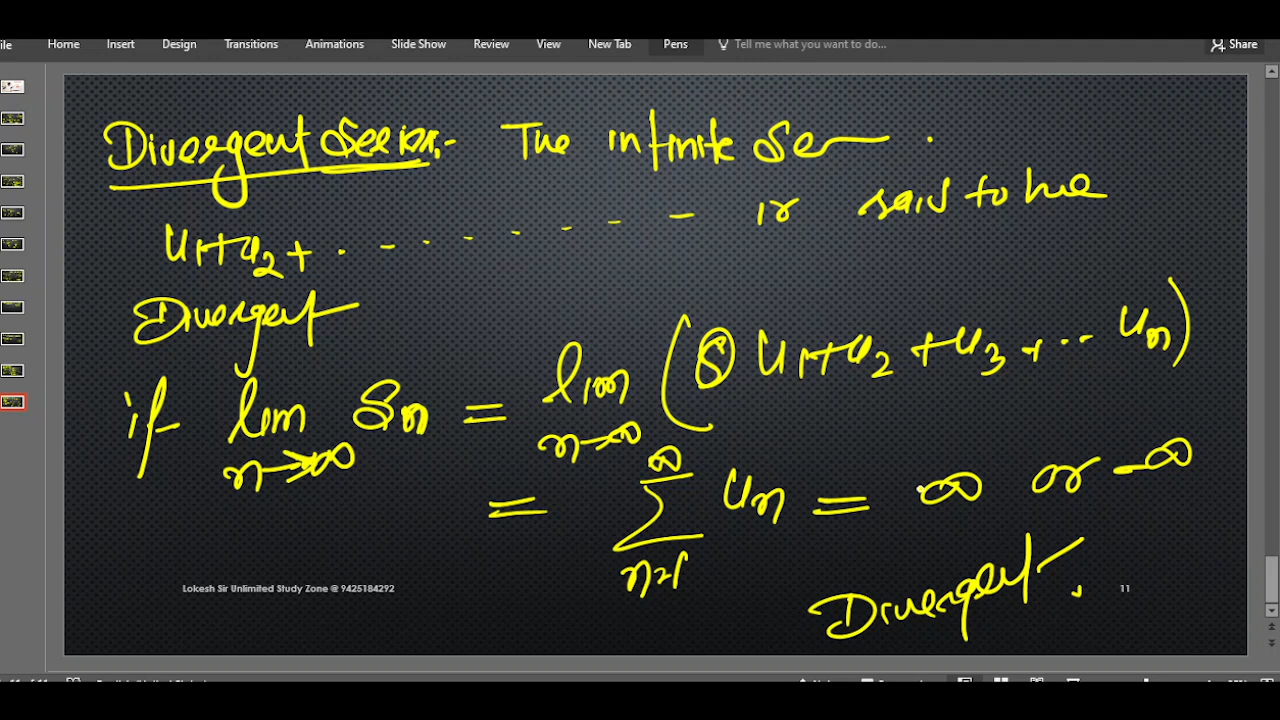 File Home Insert Design Transitions Animations Slide Show Review View New Tab Pens Tell me what you want to do... Share
Divergent Series:- The infinite Se .
u1+u2+ . - - - - - - - - is said to be
Divergent
if lim n→∞ Sn = lim n→∞ ( u1+u2+u3+... un)
= ∞ ∑ n=1 un = ∞ or -∞
Divergent.
Lokesh Sir Unlimited Study Zone @ 9425184292 11